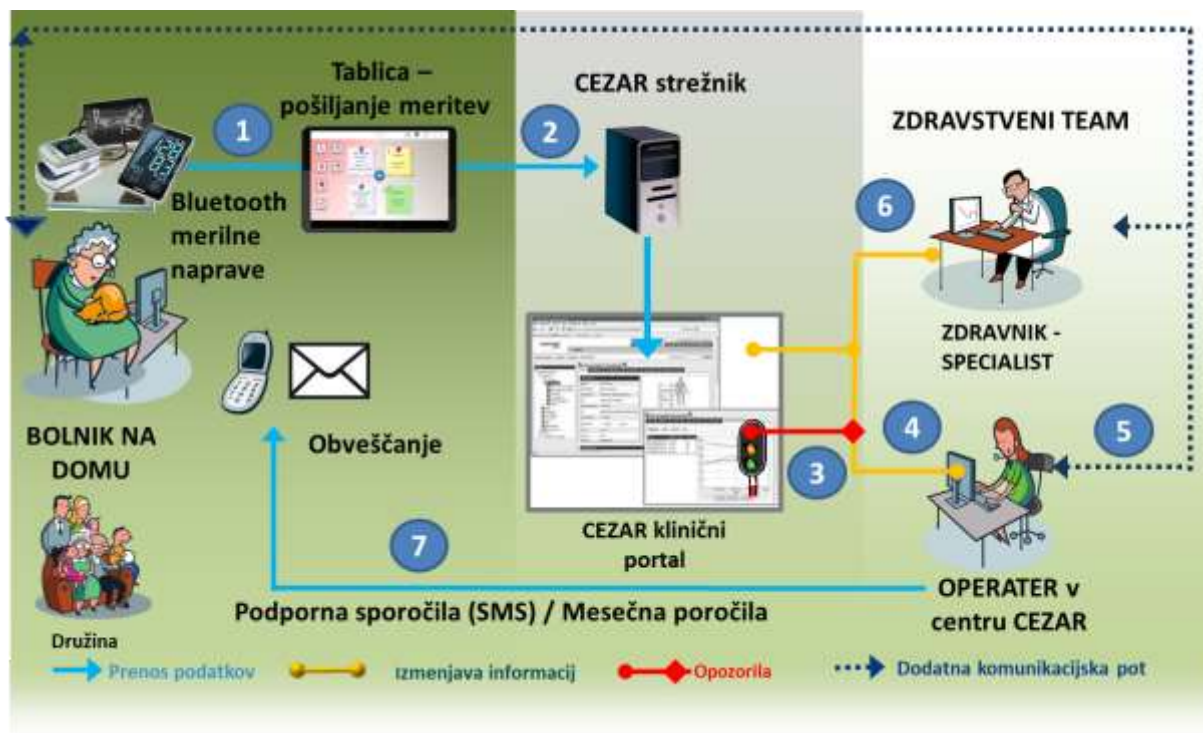 Tablica –
pošiljanje meritev
CEZAR strežnik
ZDRAVSTVENI TEAM
1
2
Bluetooth
merilne
naprave
6
ZDRAVNIK -
SPECIALIST
BOLNIK NA
DOMU
Obveščanje
3
4
5
CEZAR klinični
portal
7
OPERATER v
centru CEZAR
Podporna sporočila (SMS) / Mesečna poročila
Družina
Prenos podatkov
Izmenjava informacij
Opozorila
Dodatna komunikacijska pot